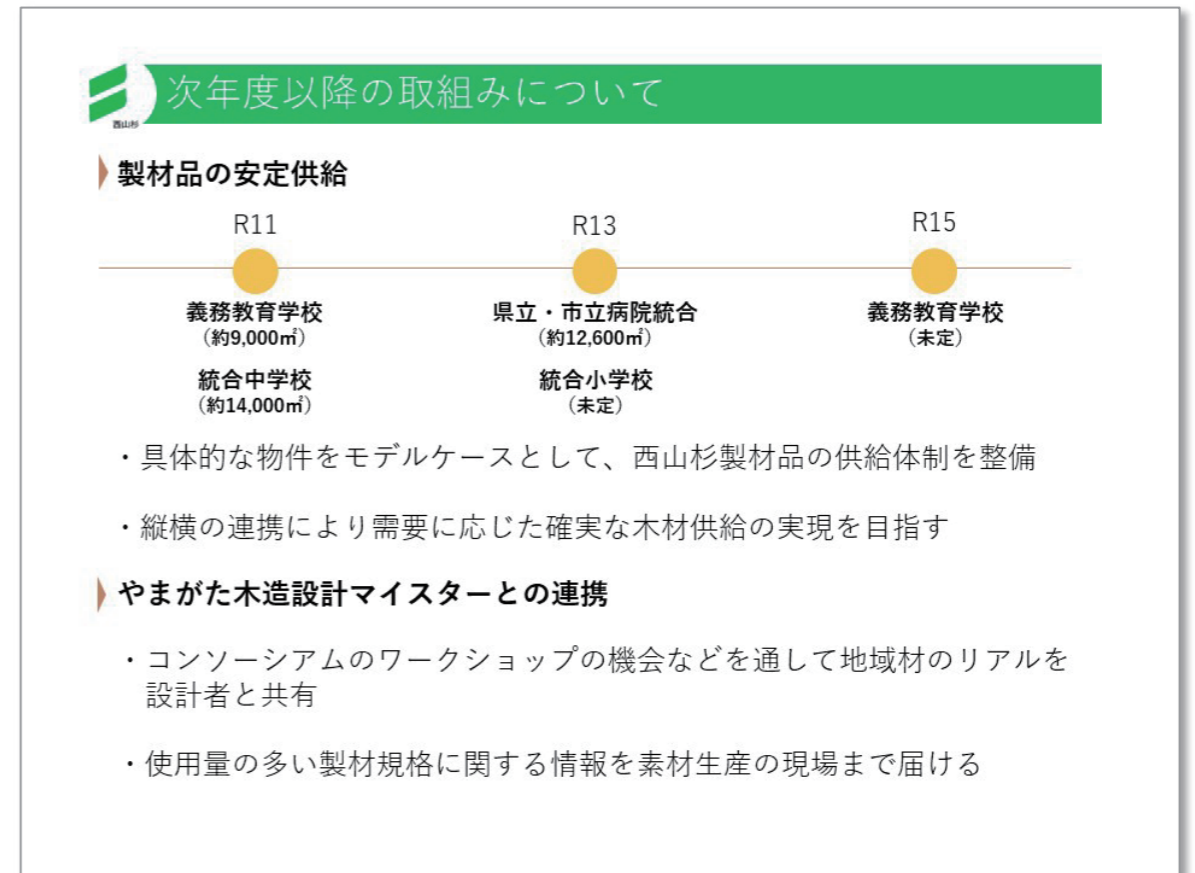 次年度以降の取組みについて
西山杉
製材品の安定供給
R11
R13
R15
義務教育学校
（約9,000㎡）
県立・市立病院統合
（約12,600㎡）
義務教育学校
（未定）
統合中学校
（約14,000㎡）
統合小学校
（未定）
・具体的な物件をモデルケースとして、西山杉製材品の供給体制を整備
・縦横の連携により需要に応じた確実な木材供給の実現を目指す
やまがた木造設計マイスターとの連携
・コンソーシアムのワークショップの機会などを通して地域材のリアルを
設計者と共有
・使用量の多い製材規格に関する情報を素材生産の現場まで届ける